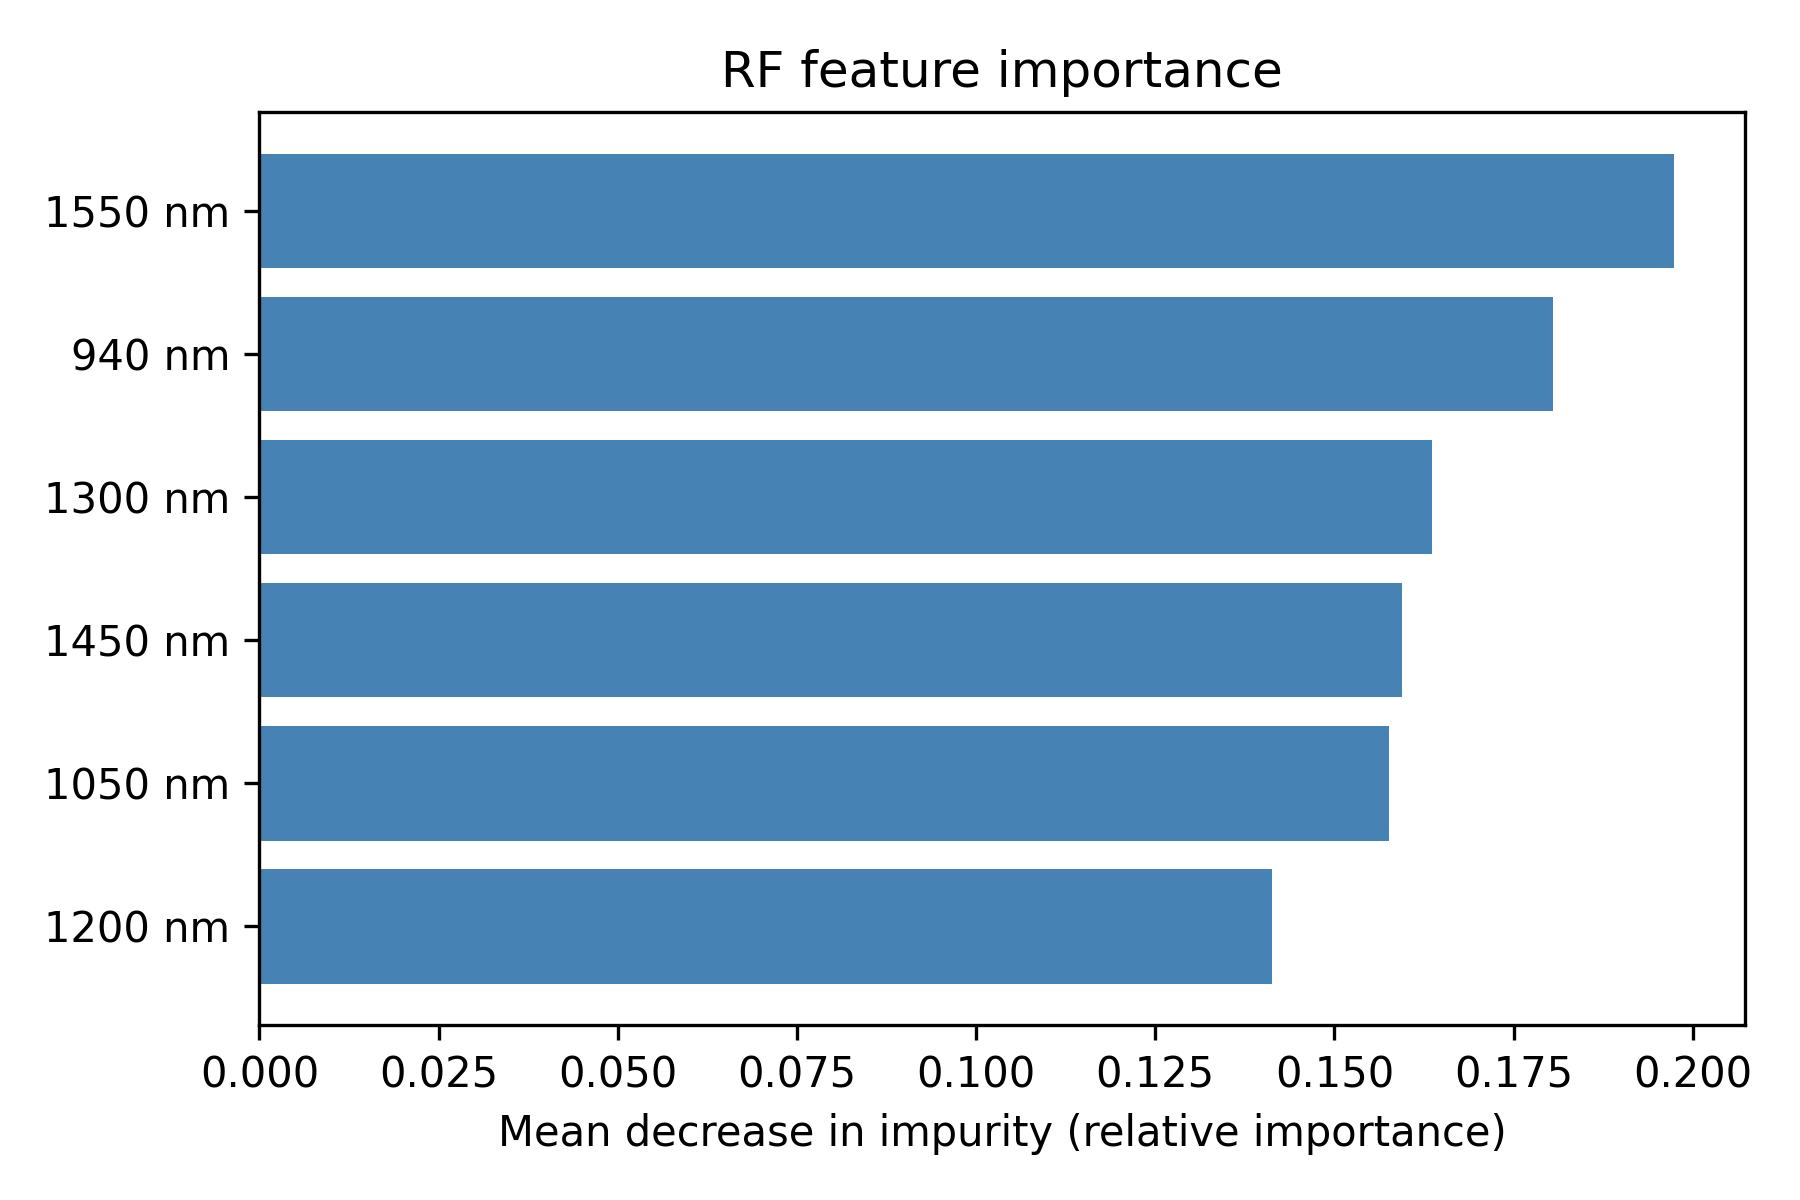 RF feature importance
1550 nm
940 nm
1300 nm
1450 nm
1050 nm
1200 nm
0.000 0.025 0.050 0.075 0.100 0.125 0.150 0.175 0.200
Mean decrease in impurity (relative importance)